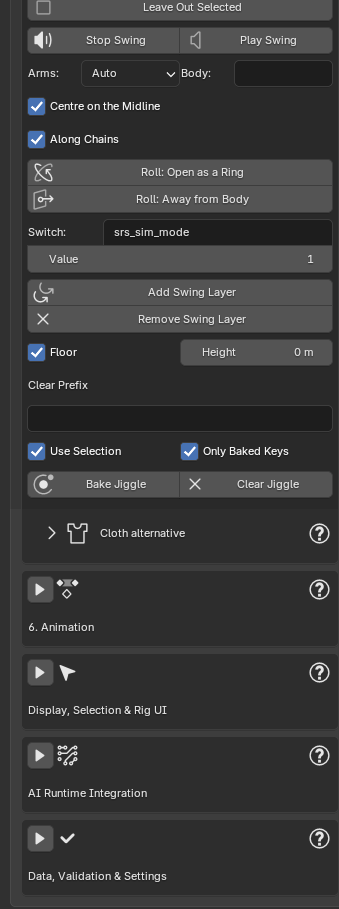 Leave Out Selected
Stop Swing Play Swing
Arms: Auto Body:
Centre on the Midline
Along Chains
Roll: Open as a Ring
Roll: Away from Body
Switch: srs_sim_mode
Value 1
Add Swing Layer
Remove Swing Layer
Floor Height 0 m
Clear Prefix
Use Selection Only Baked Keys
Bake Jiggle Clear Jiggle
Cloth alternative
6. Animation
Display, Selection & Rig UI
AI Runtime Integration
Data, Validation & Settings